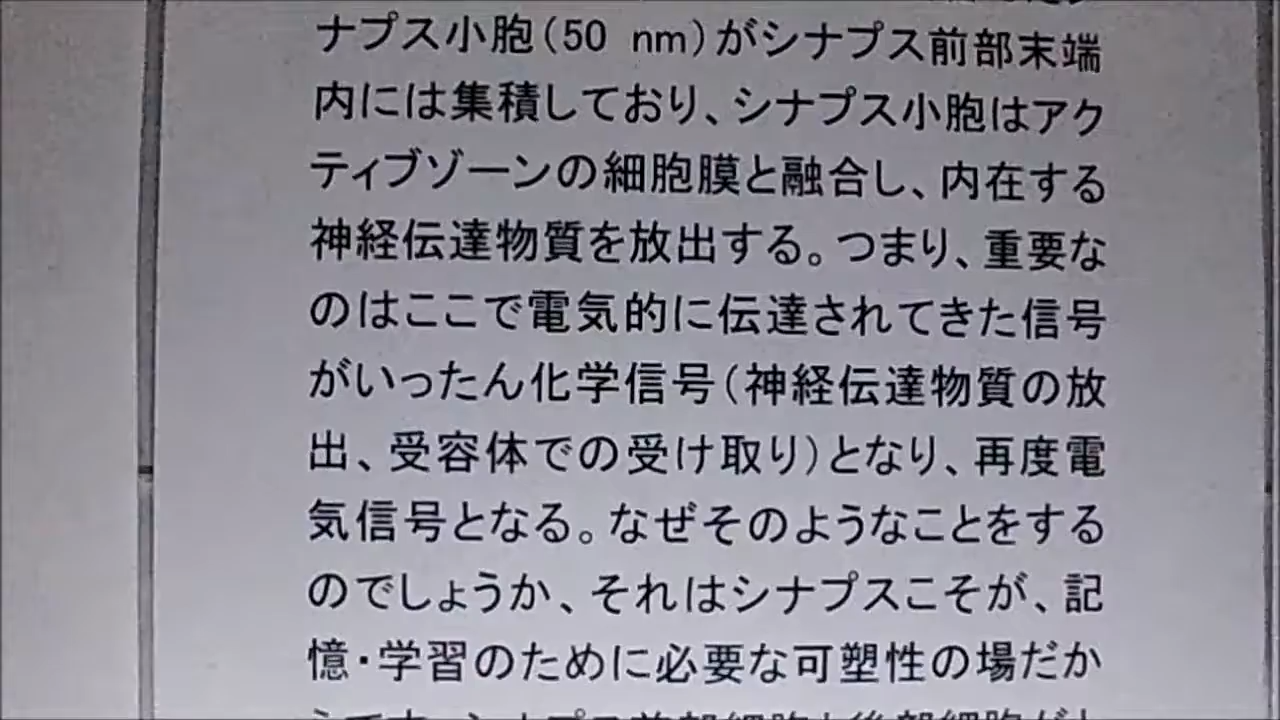 ナプス小胞(50 nm)がシナプス前部末端
内には集積しており、シナプス小胞はアク
ティブゾーンの細胞膜と融合し、内在する
神経伝達物質を放出する。つまり、重要な
のはここで電気的に伝達されてきた信号
がいったん化学信号(神経伝達物質の放
出、受容体での受け取り)となり、再度電
気信号となる。なぜそのようなことをする
のでしょうか、それはシナプスこそが、記
憶・学習のために必要な可塑性の場だか